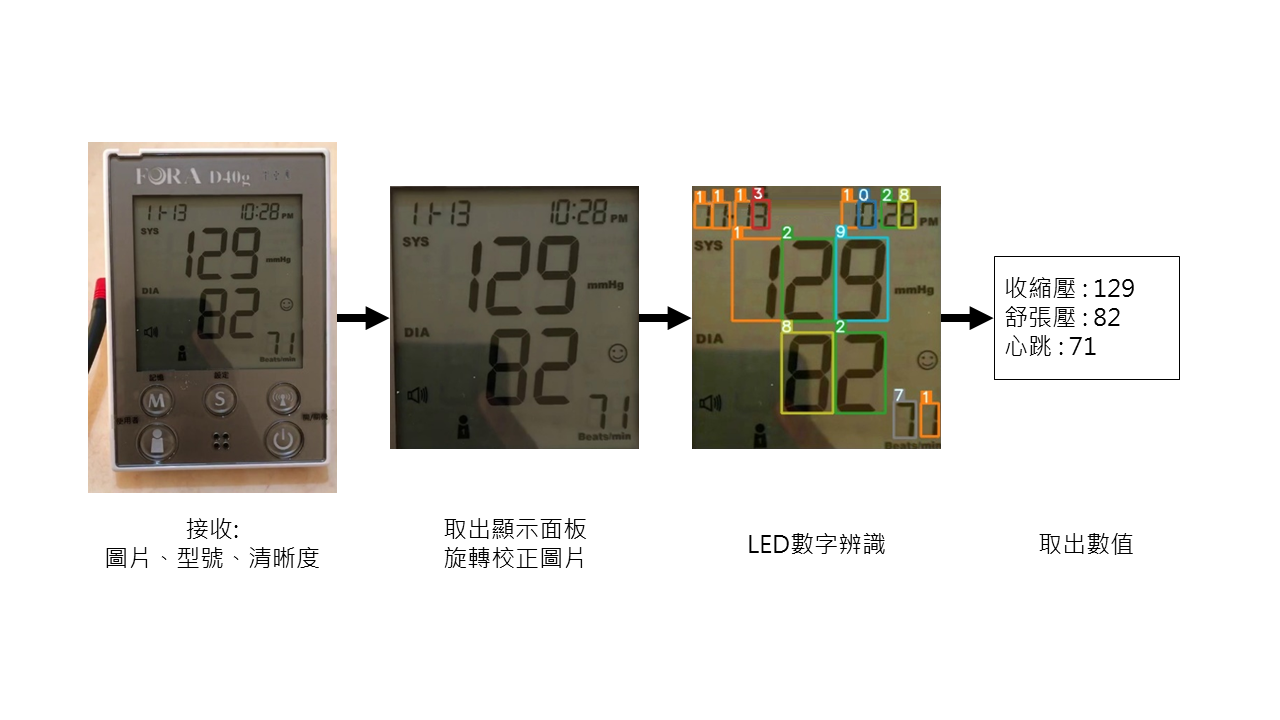 FORA D40g
11-13 10:28 PM
SYS
129
mmHg
DIA
82
71
Beats/min
記憶 設定
M S
使用者
11-13 10:28 PM
SYS
129
mmHg
DIA
82
71
Beats/min
1 1 1 3 1 0 2 8
11-13 10:28 PM
1 2 9
SYS
129
mmHg
8 2
DIA
82
7 1
71
Beats/min
收縮壓 : 129
舒張壓 : 82
心跳 : 71
接收:
圖片、型號、清晰度
取出顯示面板
旋轉校正圖片
LED數字辨識
取出數值